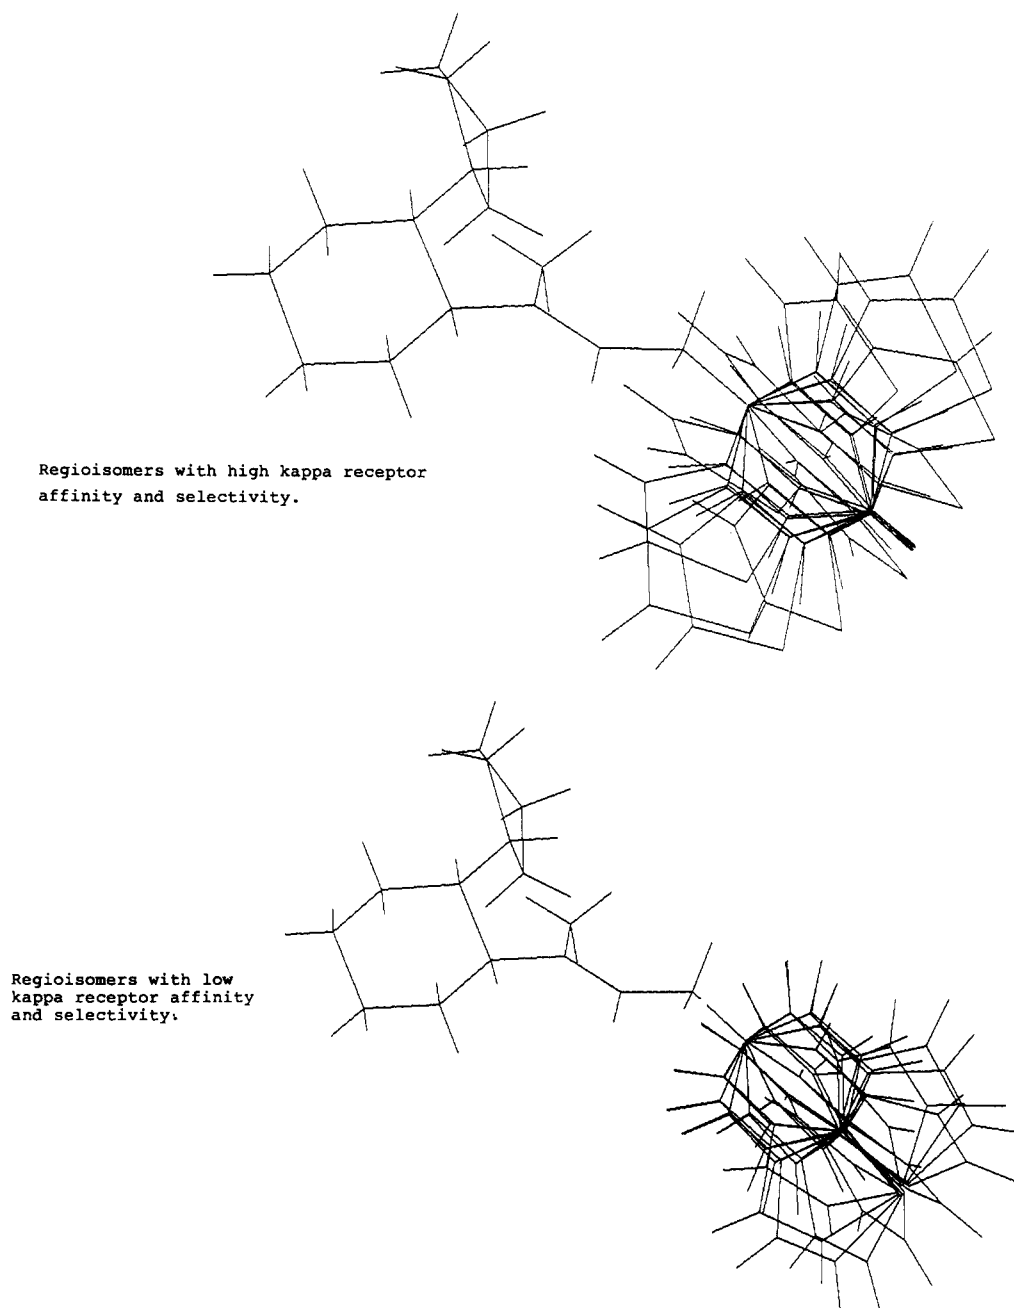 Regioisomers with high kappa receptor
affinity and selectivity.
Regioisomers with low
kappa receptor affinity
and selectivity.